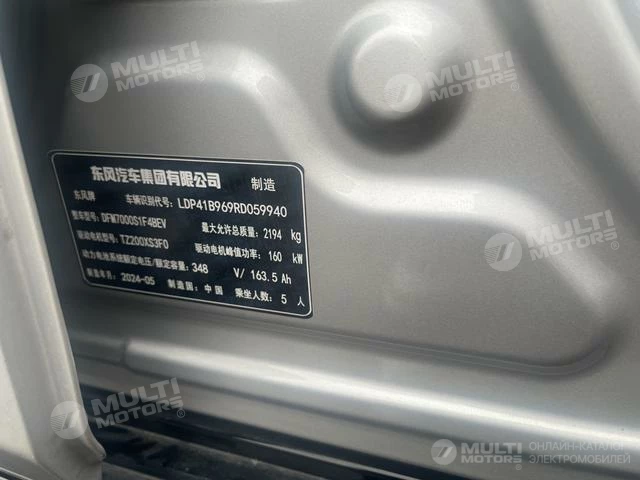 MULTI
MOTORS
MULTI
MOTORS
东风汽车集团有限公司 制造
东风牌 车辆识别代号: LDP41B969RD059940
整车型号: DFM7000S1F4BEV 最大允许总质量: 2194 kg
驱动电机型号: TZ200XS3F0 驱动电机峰值功率: 160 kW
动力电池系统额定电压/额定容量: 348 V/ 163.5 Ah
制造年月: 2024-05 制造国: 中国 乘坐人数: 5 人
MULTI
MOTORS
MULTI
MOTORS
MULTI
MOTORS
MULTI
MOTORS
ОНЛАЙН-КАТАЛОГ
ЭЛЕКТРОМОБИЛЕЙ